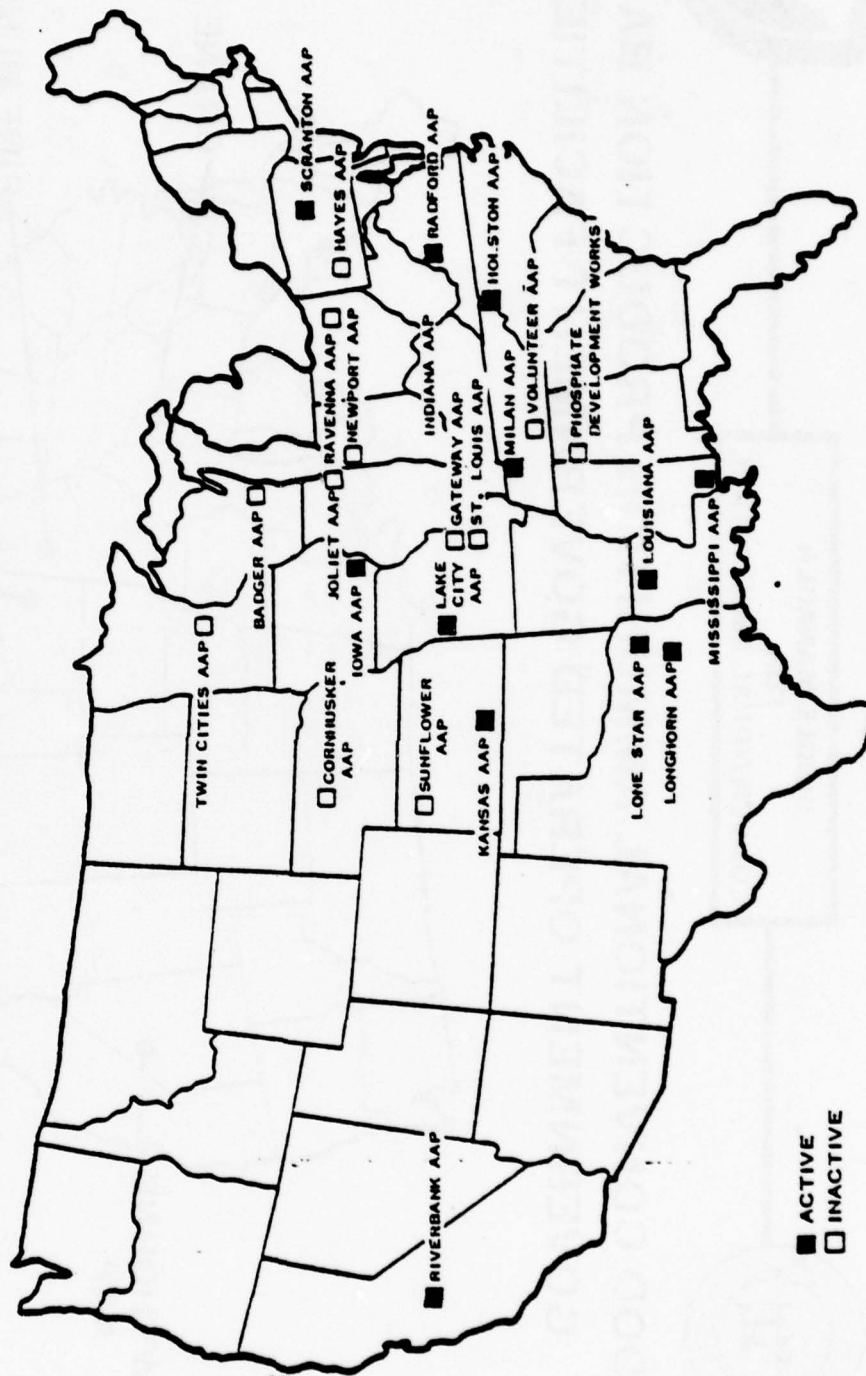 SCRANTON AAP
HAYES AAP
RADFORD AAP
RAVENNA AAP
NEWPORT AAP
INDIANA AAP
HOLSTON AAP
TWIN CITIES AAP
BADGER AAP
JOLIET AAP
IOWA AAP
GATEWAY AAP
ST. LOUIS AAP
MILAN AAP
VOLUNTEER AAP
PHOSPHATE
DEVELOPMENT WORKS
CORNHUSKER
AAP
LAKE
CITY
AAP
SUNFLOWER
AAP
KANSAS AAP
LOUISIANA AAP
MISSISSIPPI AAP
LONE STAR AAP
LONGHORN AAP
RIVERBANK AAP
ACTIVE
INACTIVE